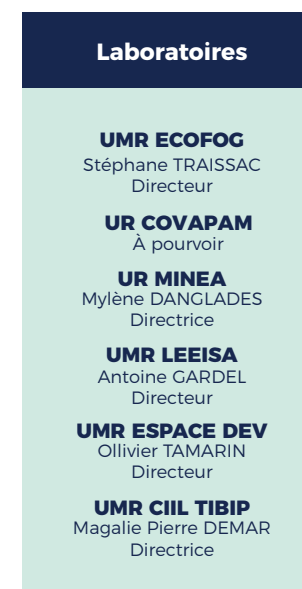 Laboratoires
UMR ECOFOG
Stéphane TRAISSAC
Directeur
UR COVAPAM
À pourvoir
UR MINEA
Mylène DANGLADES
Directrice
UMR LEEISA
Antoine GARDEL
Directeur
UMR ESPACE DEV
Ollivier TAMARIN
Directeur
UMR CIIL TIBIP
Magalie Pierre DEMAR
Directrice